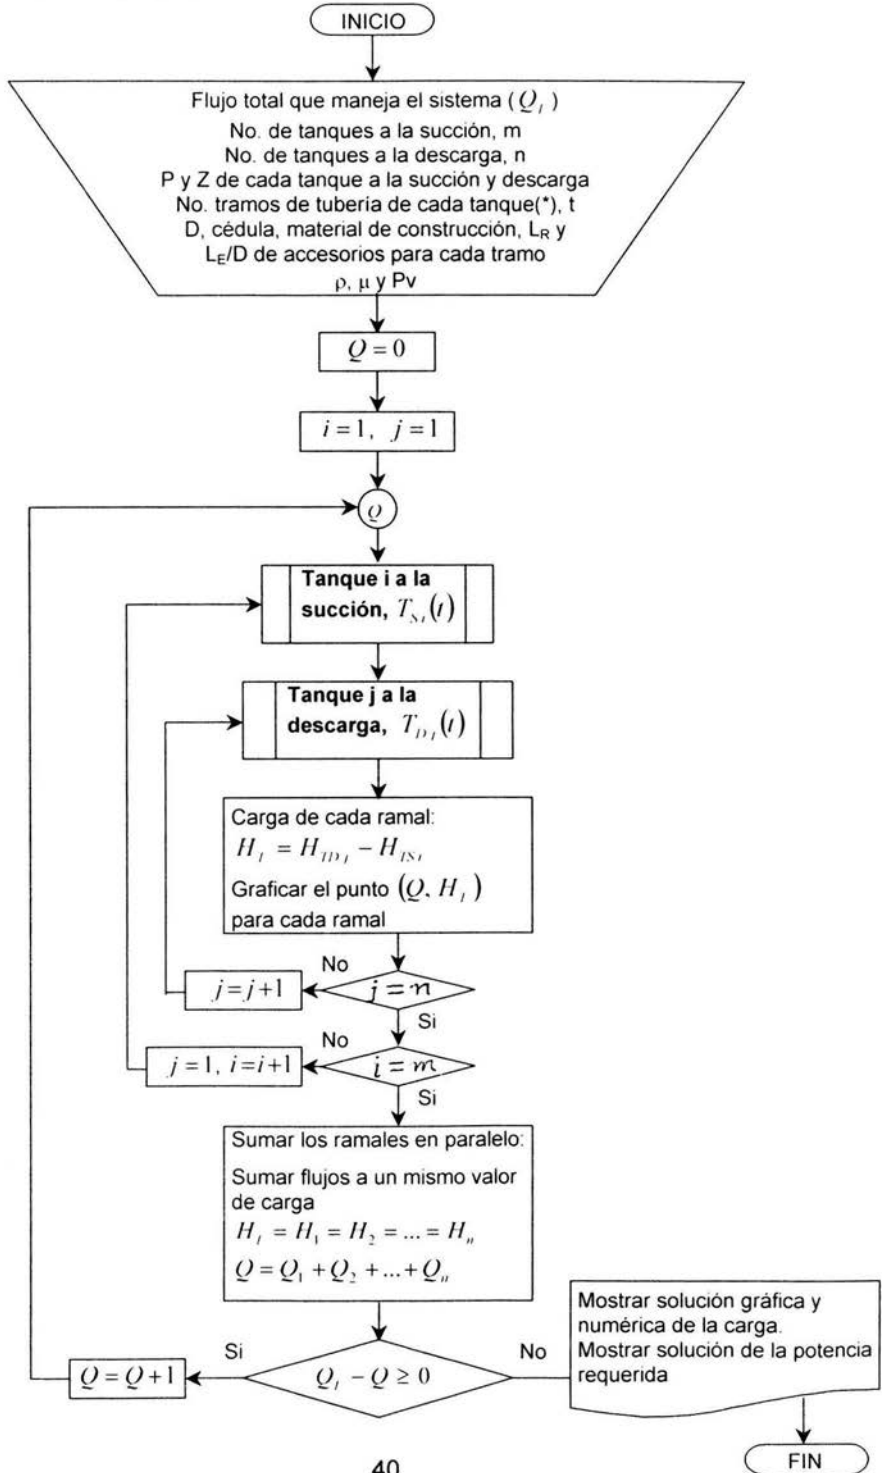 INICIO
Flujo total que maneja el sistema ( Q_t )
No. de tanques a la succión, m
No. de tanques a la descarga, n
P y Z de cada tanque a la succión y descarga
No. tramos de tubería de cada tanque(*), t
D, cédula, material de construcción, L_R y
L_E/D de accesorios para cada tramo
ρ, μ y Pv
Q = 0
i = 1, j = 1
Q
Tanque i a la
succión, T_Si(t)
Tanque j a la
descarga, T_Dj(t)
Carga de cada ramal:
H_j = H_TDj − H_TSi
Graficar el punto (Q, H_j)
para cada ramal
No
j = j+1
j = n
Si
No
j = 1, i = i+1
i = m
Si
Sumar los ramales en paralelo:
Sumar flujos a un mismo valor
de carga
H_t = H_1 = H_2 = ... = H_n
Q = Q_1 + Q_2 + ... + Q_n
Si
Q = Q+1
Q_t − Q ≥ 0
No
Mostrar solución gráfica y
numérica de la carga.
Mostrar solución de la potencia
requerida
FIN
40